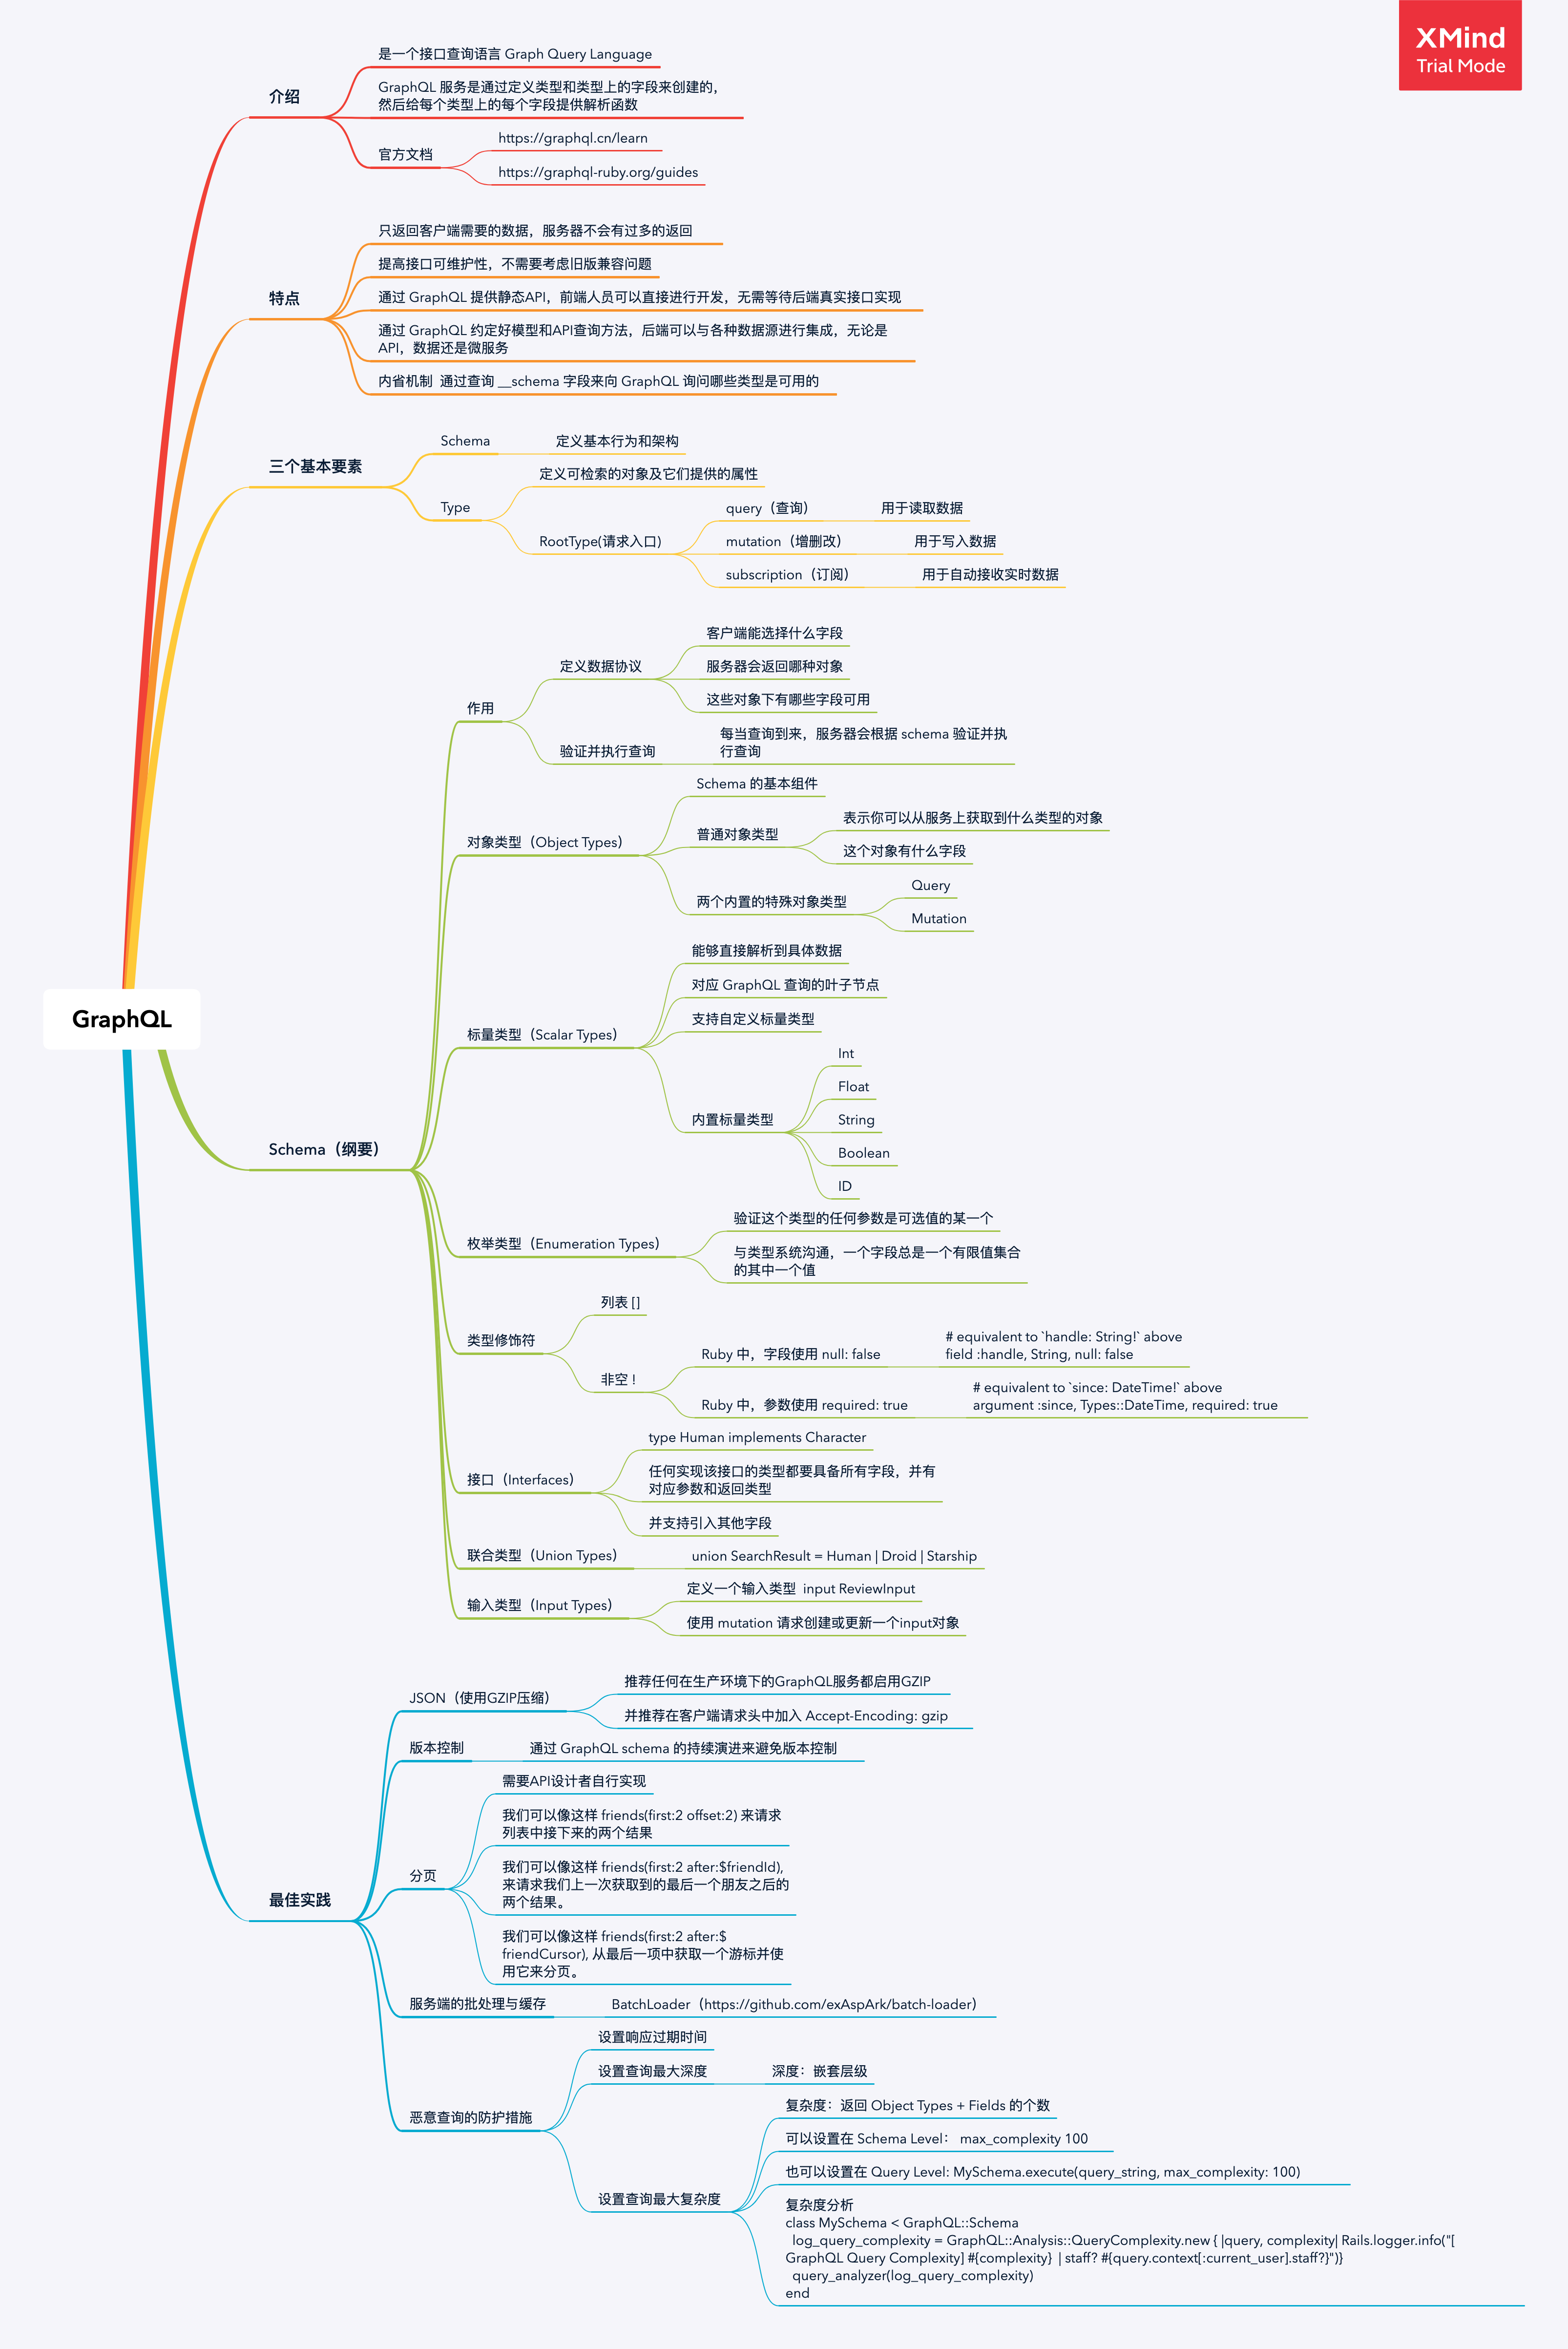 XMind
Trial Mode
GraphQL
介绍
是一个接口查询语言 Graph Query Language
GraphQL 服务是通过定义类型和类型上的字段来创建的，
然后给每个类型上的每个字段提供解析函数
官方文档
https://graphql.cn/learn
https://graphql-ruby.org/guides
特点
只返回客户端需要的数据，服务器不会有过多的返回
提高接口可维护性，不需要考虑旧版兼容问题
通过 GraphQL 提供静态API，前端人员可以直接进行开发，无需等待后端真实接口实现
通过 GraphQL 约定好模型和API查询方法，后端可以与各种数据源进行集成，无论是
API，数据还是微服务
内省机制 通过查询 __schema 字段来向 GraphQL 询问哪些类型是可用的
三个基本要素
Schema
定义基本行为和架构
Type
定义可检索的对象及它们提供的属性
RootType(请求入口)
query（查询）
用于读取数据
mutation（增删改）
用于写入数据
subscription（订阅）
用于自动接收实时数据
Schema（纲要）
作用
定义数据协议
客户端能选择什么字段
服务器会返回哪种对象
这些对象下有哪些字段可用
验证并执行查询
每当查询到来，服务器会根据 schema 验证并执
行查询
对象类型（Object Types）
Schema 的基本组件
普通对象类型
表示你可以从服务上获取到什么类型的对象
这个对象有什么字段
两个内置的特殊对象类型
Query
Mutation
标量类型（Scalar Types）
能够直接解析到具体数据
对应 GraphQL 查询的叶子节点
支持自定义标量类型
内置标量类型
Int
Float
String
Boolean
ID
枚举类型（Enumeration Types）
验证这个类型的任何参数是可选值的某一个
与类型系统沟通，一个字段总是一个有限值集合
的其中一个值
类型修饰符
列表 [ ]
非空 !
Ruby 中，字段使用 null: false
# equivalent to `handle: String!` above
field :handle, String, null: false
Ruby 中，参数使用 required: true
# equivalent to `since: DateTime!` above
argument :since, Types::DateTime, required: true
接口（Interfaces）
type Human implements Character
任何实现该接口的类型都要具备所有字段，并有
对应参数和返回类型
并支持引入其他字段
联合类型（Union Types）
union SearchResult = Human | Droid | Starship
输入类型（Input Types）
定义一个输入类型 input ReviewInput
使用 mutation 请求创建或更新一个input对象
最佳实践
JSON（使用GZIP压缩）
推荐任何在生产环境下的GraphQL服务都启用GZIP
并推荐在客户端请求头中加入 Accept-Encoding: gzip
版本控制
通过 GraphQL schema 的持续演进来避免版本控制
分页
需要API设计者自行实现
我们可以像这样 friends(first:2 offset:2) 来请求
列表中接下来的两个结果
我们可以像这样 friends(first:2 after:$friendId),
来请求我们上一次获取到的最后一个朋友之后的
两个结果。
我们可以像这样 friends(first:2 after:$
friendCursor), 从最后一项中获取一个游标并使
用它来分页。
服务端的批处理与缓存
BatchLoader（https://github.com/exAspArk/batch-loader）
恶意查询的防护措施
设置响应过期时间
设置查询最大深度
深度：嵌套层级
设置查询最大复杂度
复杂度：返回 Object Types + Fields 的个数
可以设置在 Schema Level： max_complexity 100
也可以设置在 Query Level: MySchema.execute(query_string, max_complexity: 100)
复杂度分析
class MySchema < GraphQL::Schema
log_query_complexity = GraphQL::Analysis::QueryComplexity.new { |query, complexity| Rails.logger.info("[
GraphQL Query Complexity] #{complexity} | staff? #{query.context[:current_user].staff?}")}
query_analyzer(log_query_complexity)
end